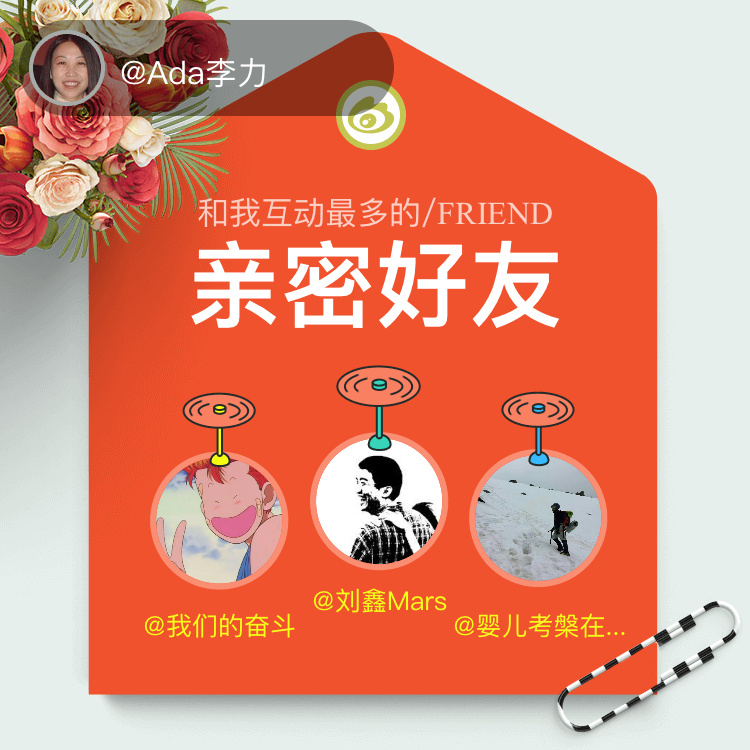 @Ada李力
和我互动最多的/FRIEND
亲密好友
@刘鑫Mars
@我们的奋斗
@婴儿考槃在...